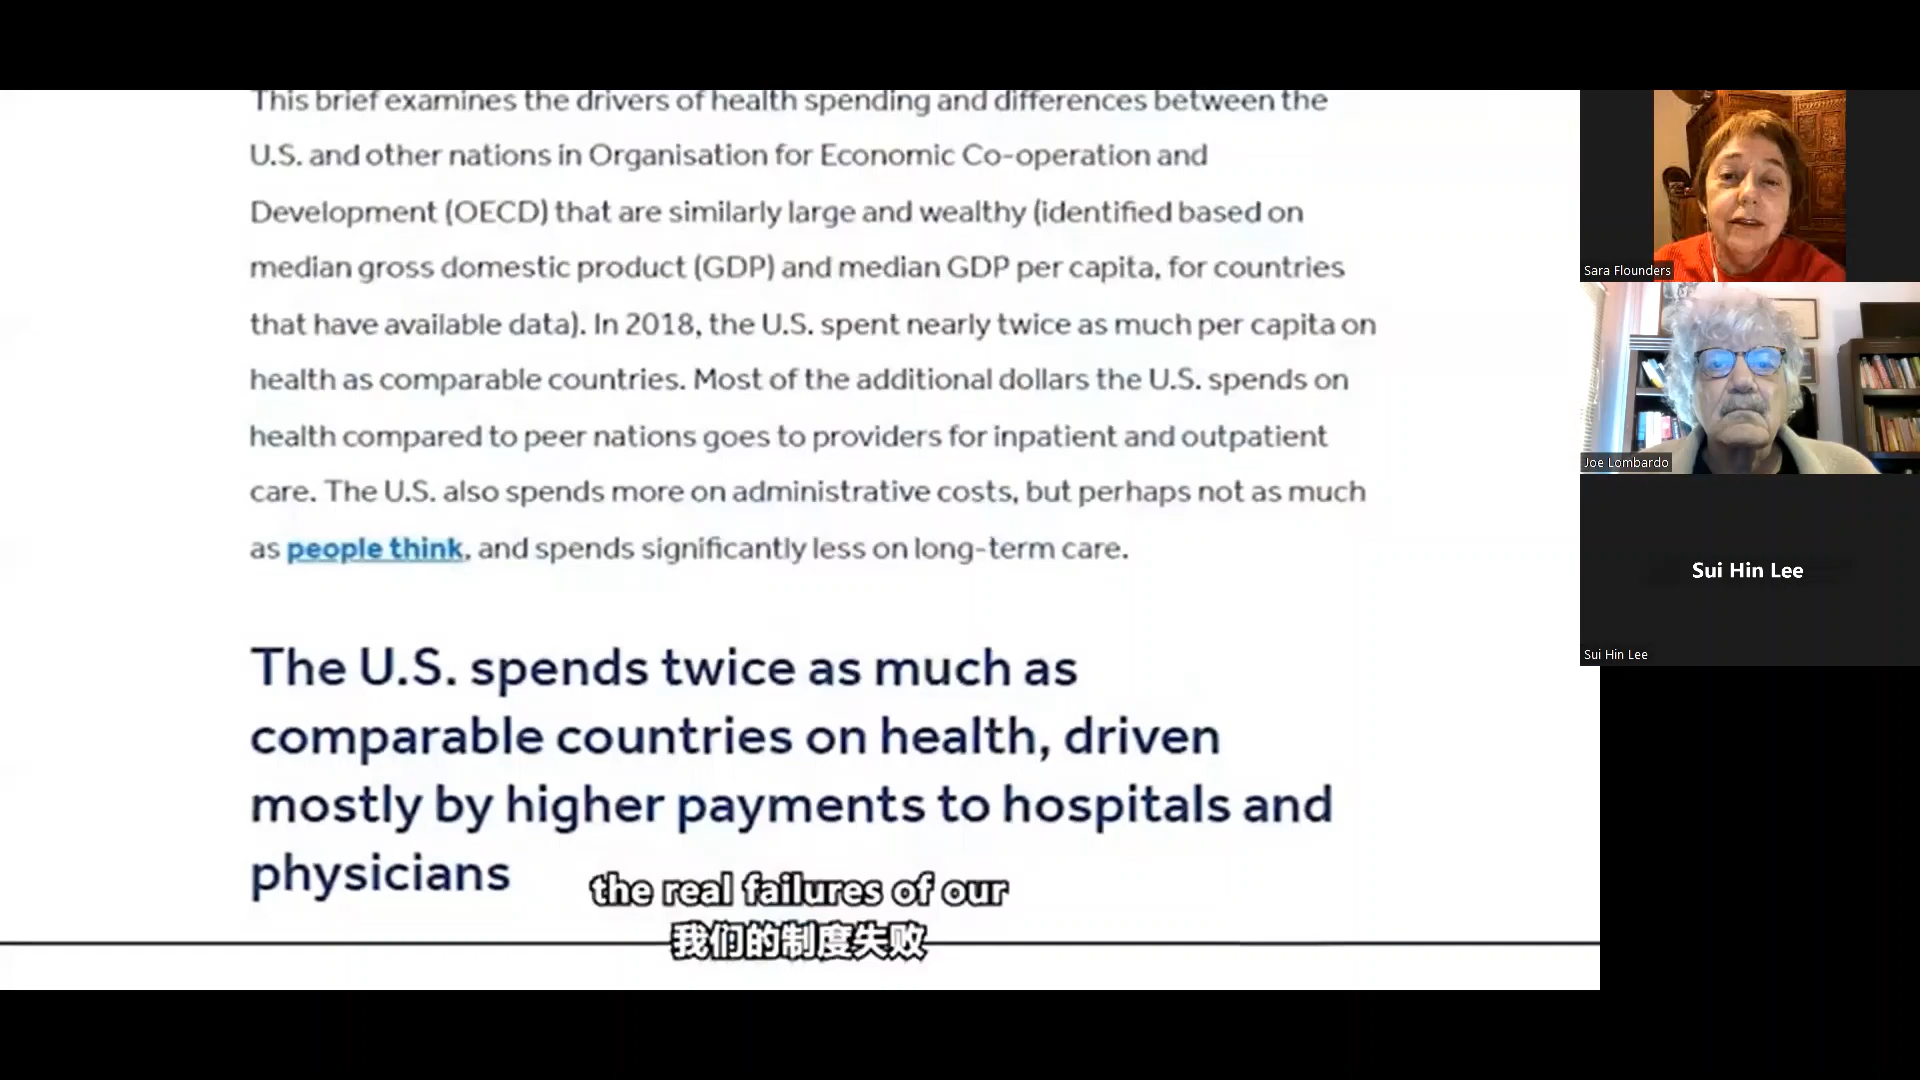 This brief examines the drivers of health spending and differences between the
U.S. and other nations in Organisation for Economic Co-operation and
Development (OECD) that are similarly large and wealthy (identified based on
median gross domestic product (GDP) and median GDP per capita, for countries
that have available data). In 2018, the U.S. spent nearly twice as much per capita on
health as comparable countries. Most of the additional dollars the U.S. spends on
health compared to peer nations goes to providers for inpatient and outpatient
care. The U.S. also spends more on administrative costs, but perhaps not as much
as people think, and spends significantly less on long-term care.
The U.S. spends twice as much as
comparable countries on health, driven
mostly by higher payments to hospitals and
physicians
the real failures of our
我们的制度失败
Sara Flounders
Joe Lombardo
Sui Hin Lee
Sui Hin Lee